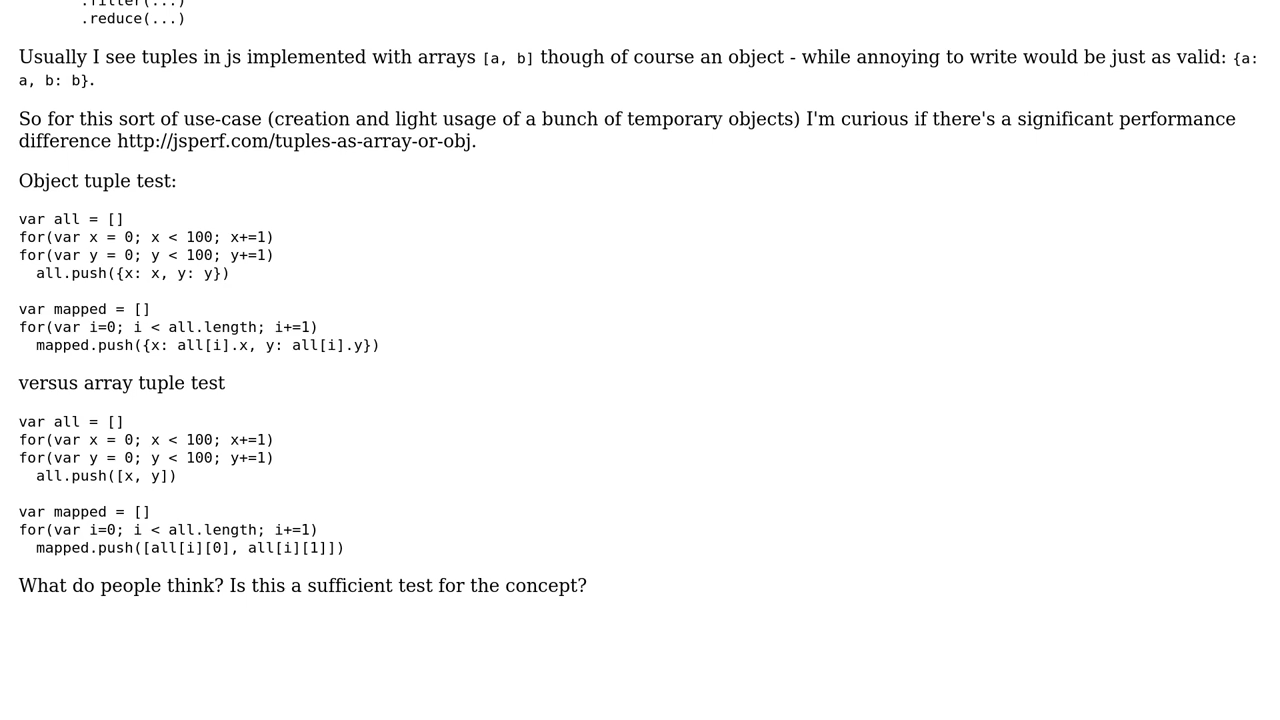 .filter(...)
.reduce(...)
Usually I see tuples in js implemented with arrays [a, b] though of course an object - while annoying to write would be just as valid: {a:
a, b: b}.
So for this sort of use-case (creation and light usage of a bunch of temporary objects) I'm curious if there's a significant performance
difference http://jsperf.com/tuples-as-array-or-obj.
Object tuple test:
var all = []
for(var x = 0; x < 100; x+=1)
for(var y = 0; y < 100; y+=1)
  all.push({x: x, y: y})
var mapped = []
for(var i=0; i < all.length; i+=1)
  mapped.push({x: all[i].x, y: all[i].y})
versus array tuple test
var all = []
for(var x = 0; x < 100; x+=1)
for(var y = 0; y < 100; y+=1)
  all.push([x, y])
var mapped = []
for(var i=0; i < all.length; i+=1)
  mapped.push([all[i][0], all[i][1]])
What do people think? Is this a sufficient test for the concept?